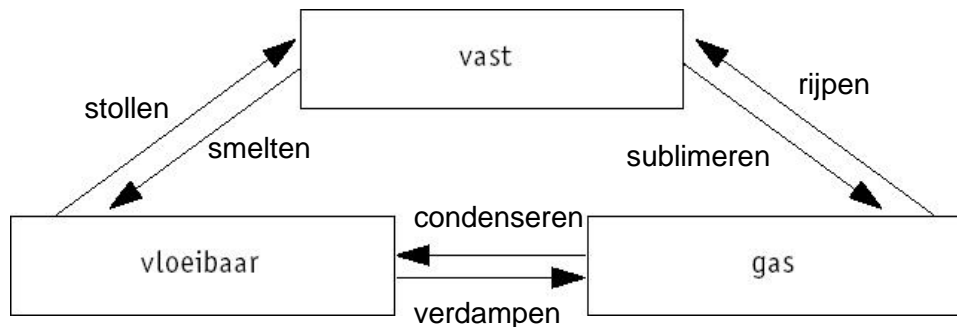 vast
stollen
rijpen
smelten
sublimeren
condenseren
vloeibaar
gas
verdampen